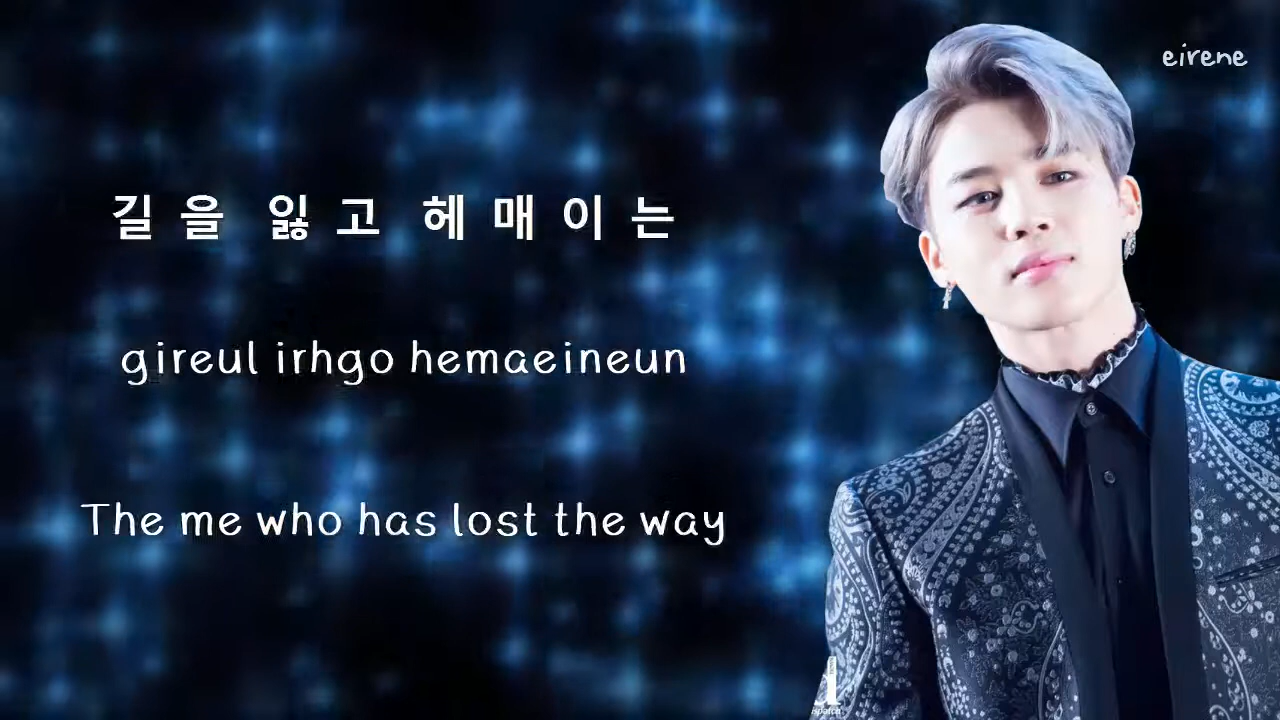 eirene
길을 잃고 헤매이는
gireul irhgo hemaeineun
The me who has lost the way
d